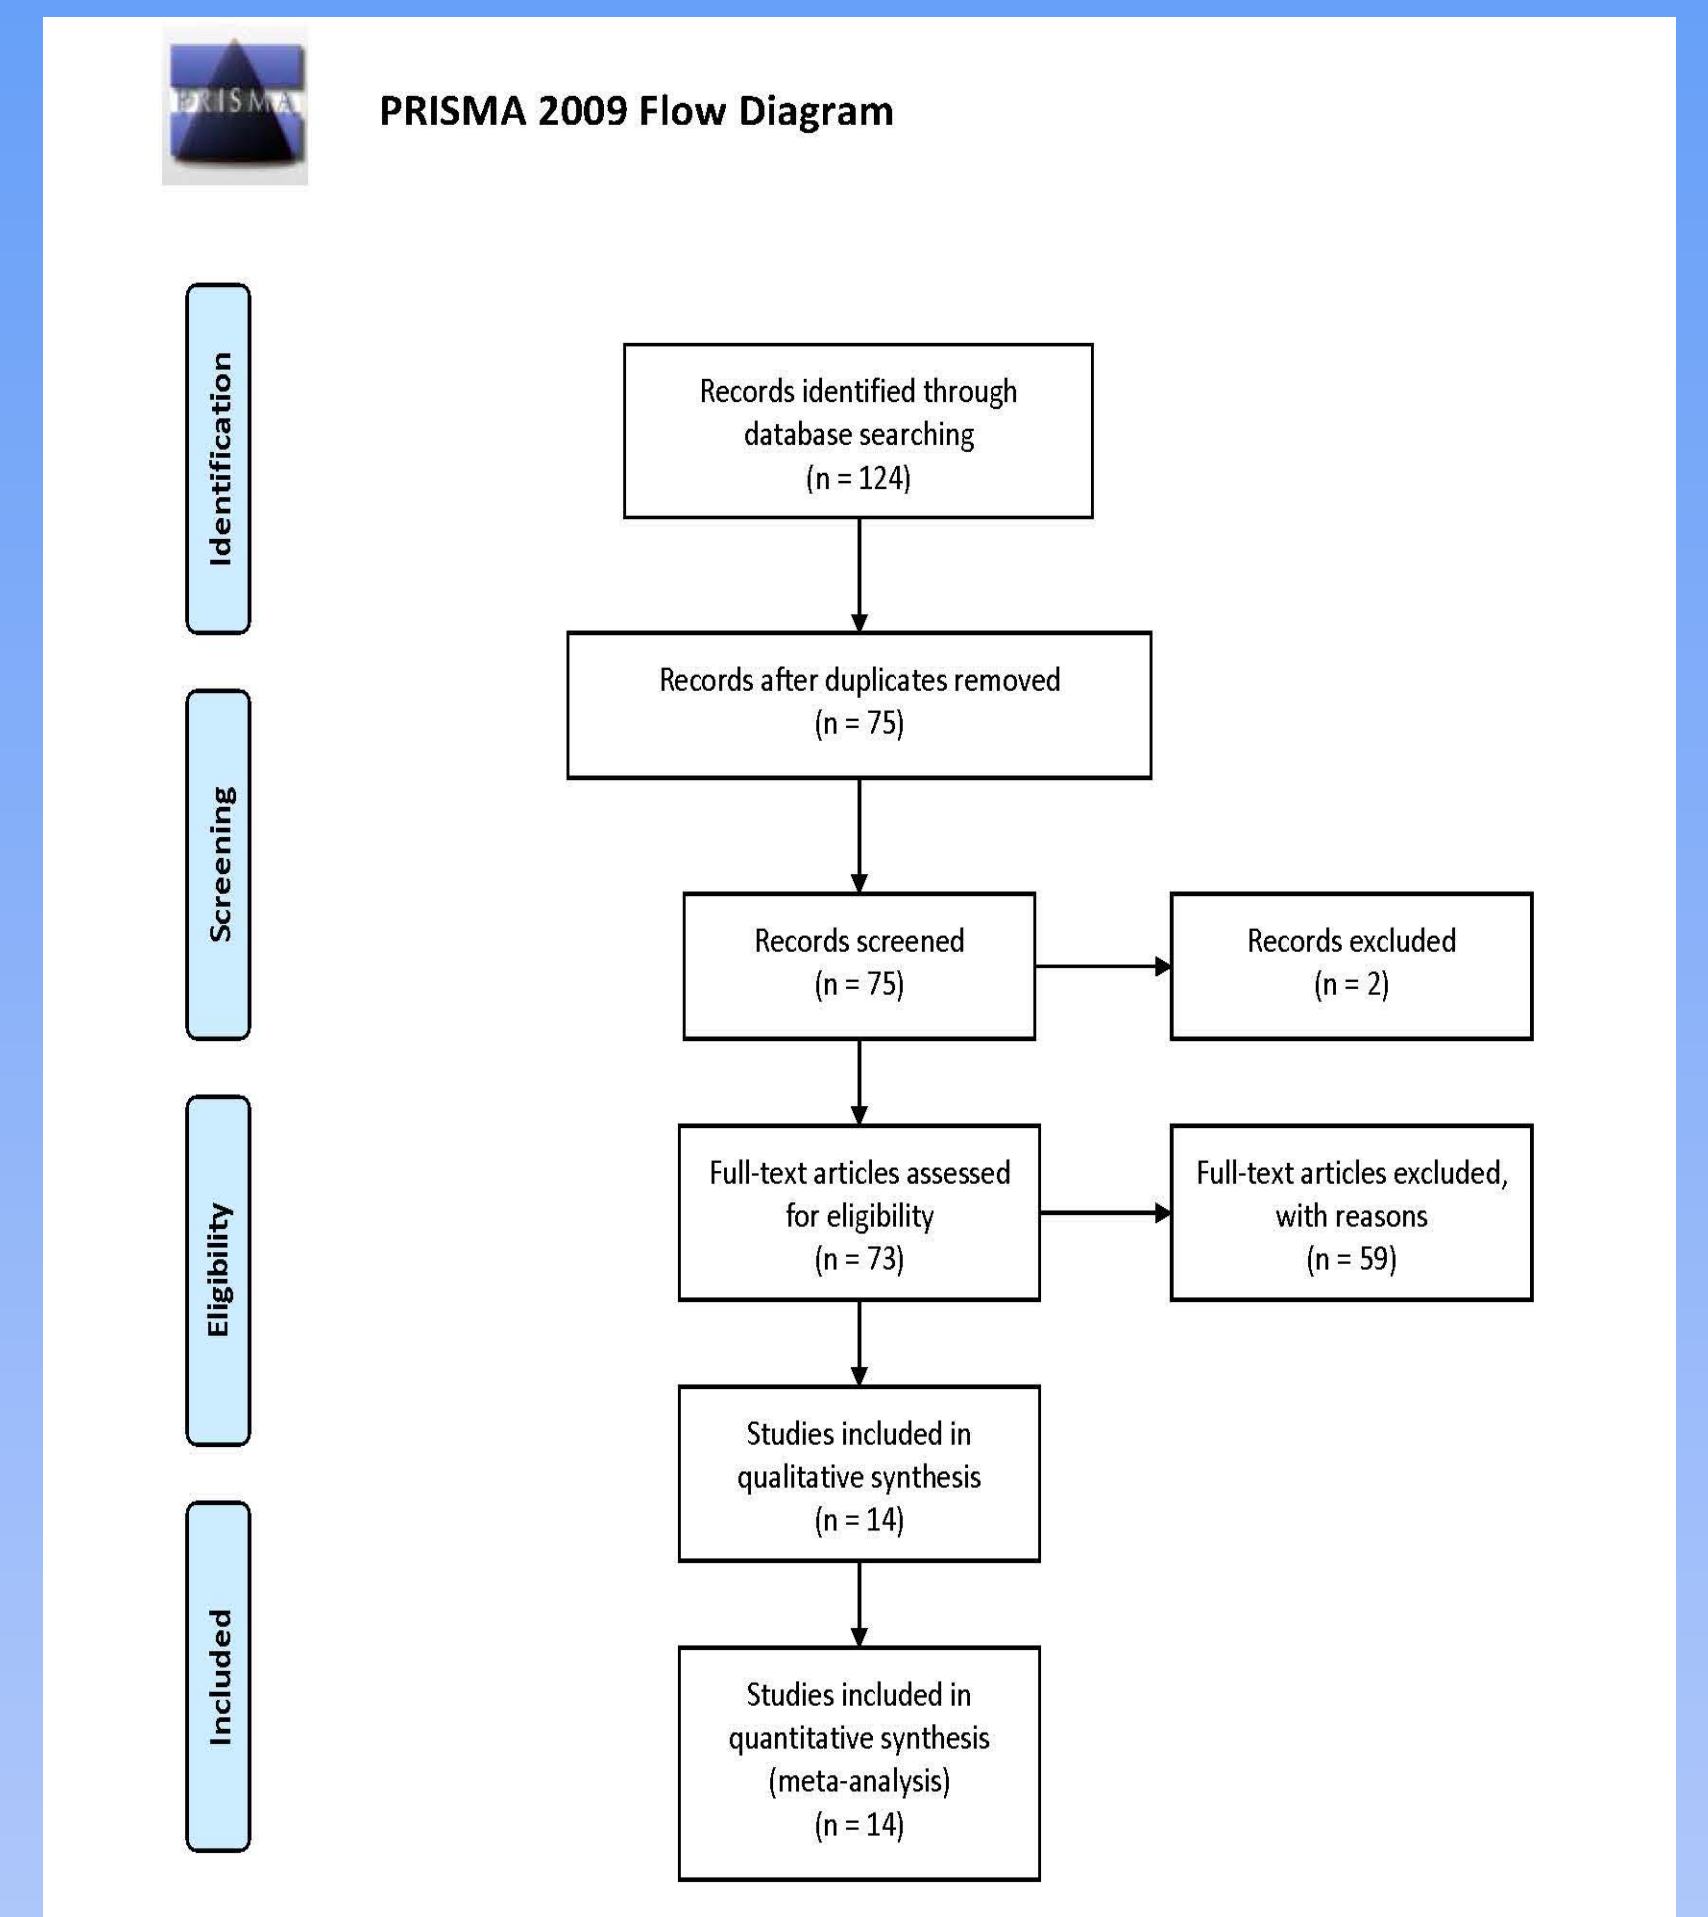 PRISMA
PRISMA 2009 Flow Diagram
Identification
Records identified through
database searching
(n = 124)
Records after duplicates removed
(n = 75)
Screening
Records screened
(n = 75)
Records excluded
(n = 2)
Eligibility
Full-text articles assessed
for eligibility
(n = 73)
Full-text articles excluded,
with reasons
(n = 59)
Studies included in
qualitative synthesis
(n = 14)
Included
Studies included in
quantitative synthesis
(meta-analysis)
(n = 14)